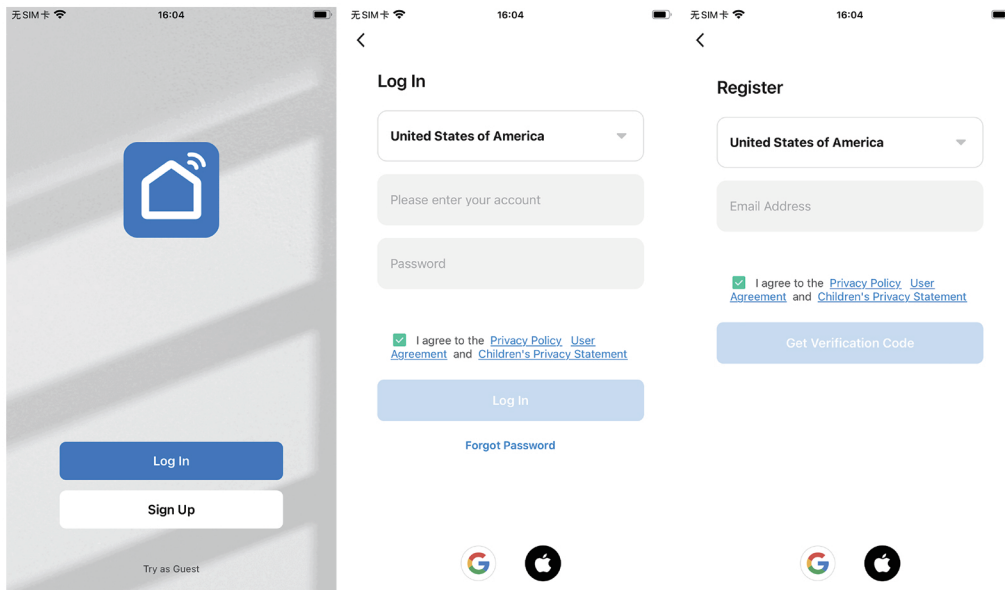 无SIM卡
16:04
Log In
Sign Up
Try as Guest
无SIM卡
16:04
Log In
United States of America
Please enter your account
Password
I agree to the Privacy Policy User
Agreement and Children's Privacy Statement
Log In
Forgot Password
G
无SIM卡
16:04
Register
United States of America
Email Address
I agree to the Privacy Policy User
Agreement and Children's Privacy Statement
Get Verification Code
G